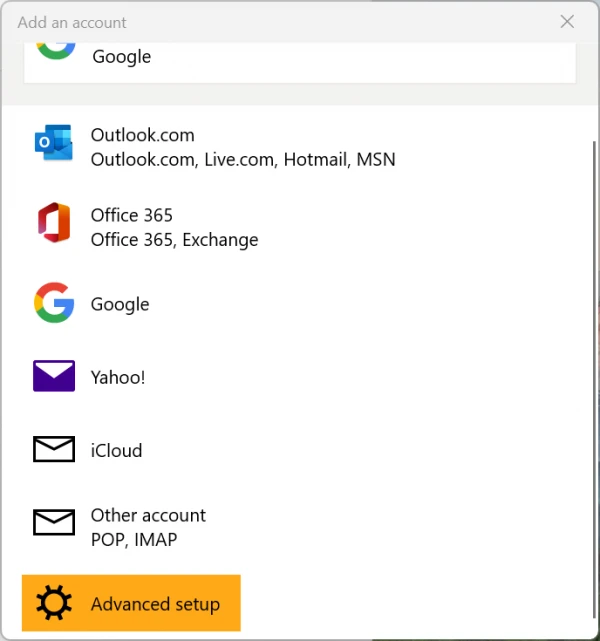 Add an account
Google
Outlook.com
Outlook.com, Live.com, Hotmail, MSN
Office 365
Office 365, Exchange
Google
Yahoo!
iCloud
Other account
POP, IMAP
Advanced setup